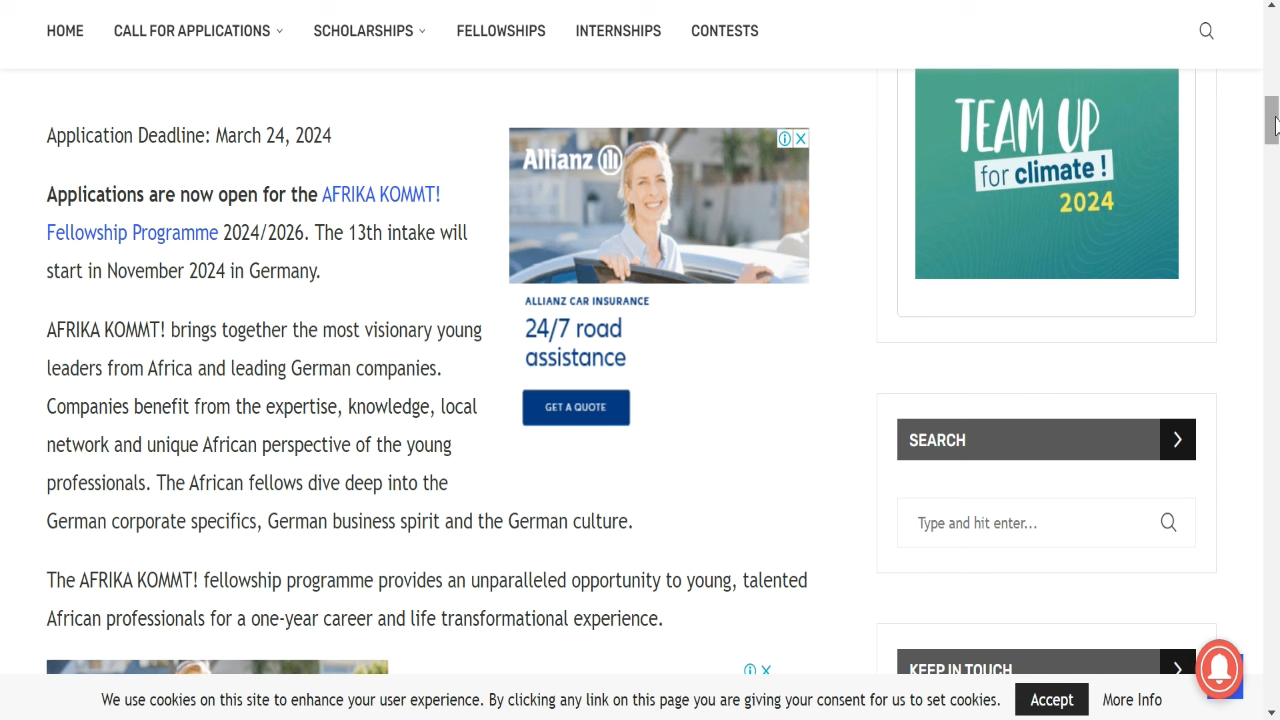 HOME
CALL FOR APPLICATIONS
SCHOLARSHIPS
FELLOWSHIPS
INTERNSHIPS
CONTESTS
Application Deadline: March 24, 2024
Applications are now open for the AFRIKA KOMMT!
Fellowship Programme 2024/2026. The 13th intake will
start in November 2024 in Germany.
AFRIKA KOMMT! brings together the most visionary young
leaders from Africa and leading German companies.
Companies benefit from the expertise, knowledge, local
network and unique African perspective of the young
professionals. The African fellows dive deep into the
German corporate specifics, German business spirit and the German culture.
The AFRIKA KOMMT! fellowship programme provides an unparalleled opportunity to young, talented
African professionals for a one-year career and life transformational experience.
Allianz
ALLIANZ CAR INSURANCE
24/7 road
assistance
GET A QUOTE
TEAM UP
for climate !
2024
SEARCH
Type and hit enter...
KEEP IN TOUCH
We use cookies on this site to enhance your user experience. By clicking any link on this page you are giving your consent for us to set cookies.
Accept
More Info